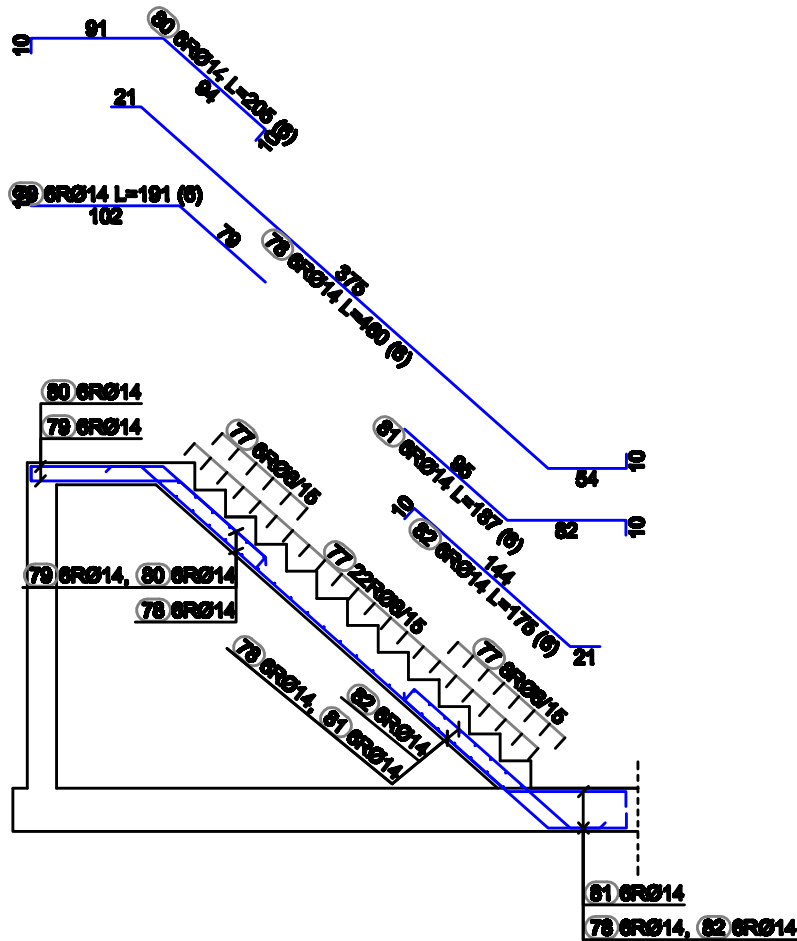 91
10
80 6RØ14 L=205 (6)
94
10
21
79 6RØ14 L=191 (6)
10
102
79
375
78 6RØ14 L=460 (6)
54
10
80 6RØ14
79 6RØ14
77 6RØ8/15
81 6RØ14 L=187 (6)
95
82
10
10
82 6RØ14 L=175 (6)
144
21
77 22RØ8/15
79 6RØ14, 80 6RØ14
78 6RØ14
77 8RØ8/15
78 6RØ14, 81 6RØ14
82 6RØ14
81 6RØ14
78 6RØ14, 82 6RØ14